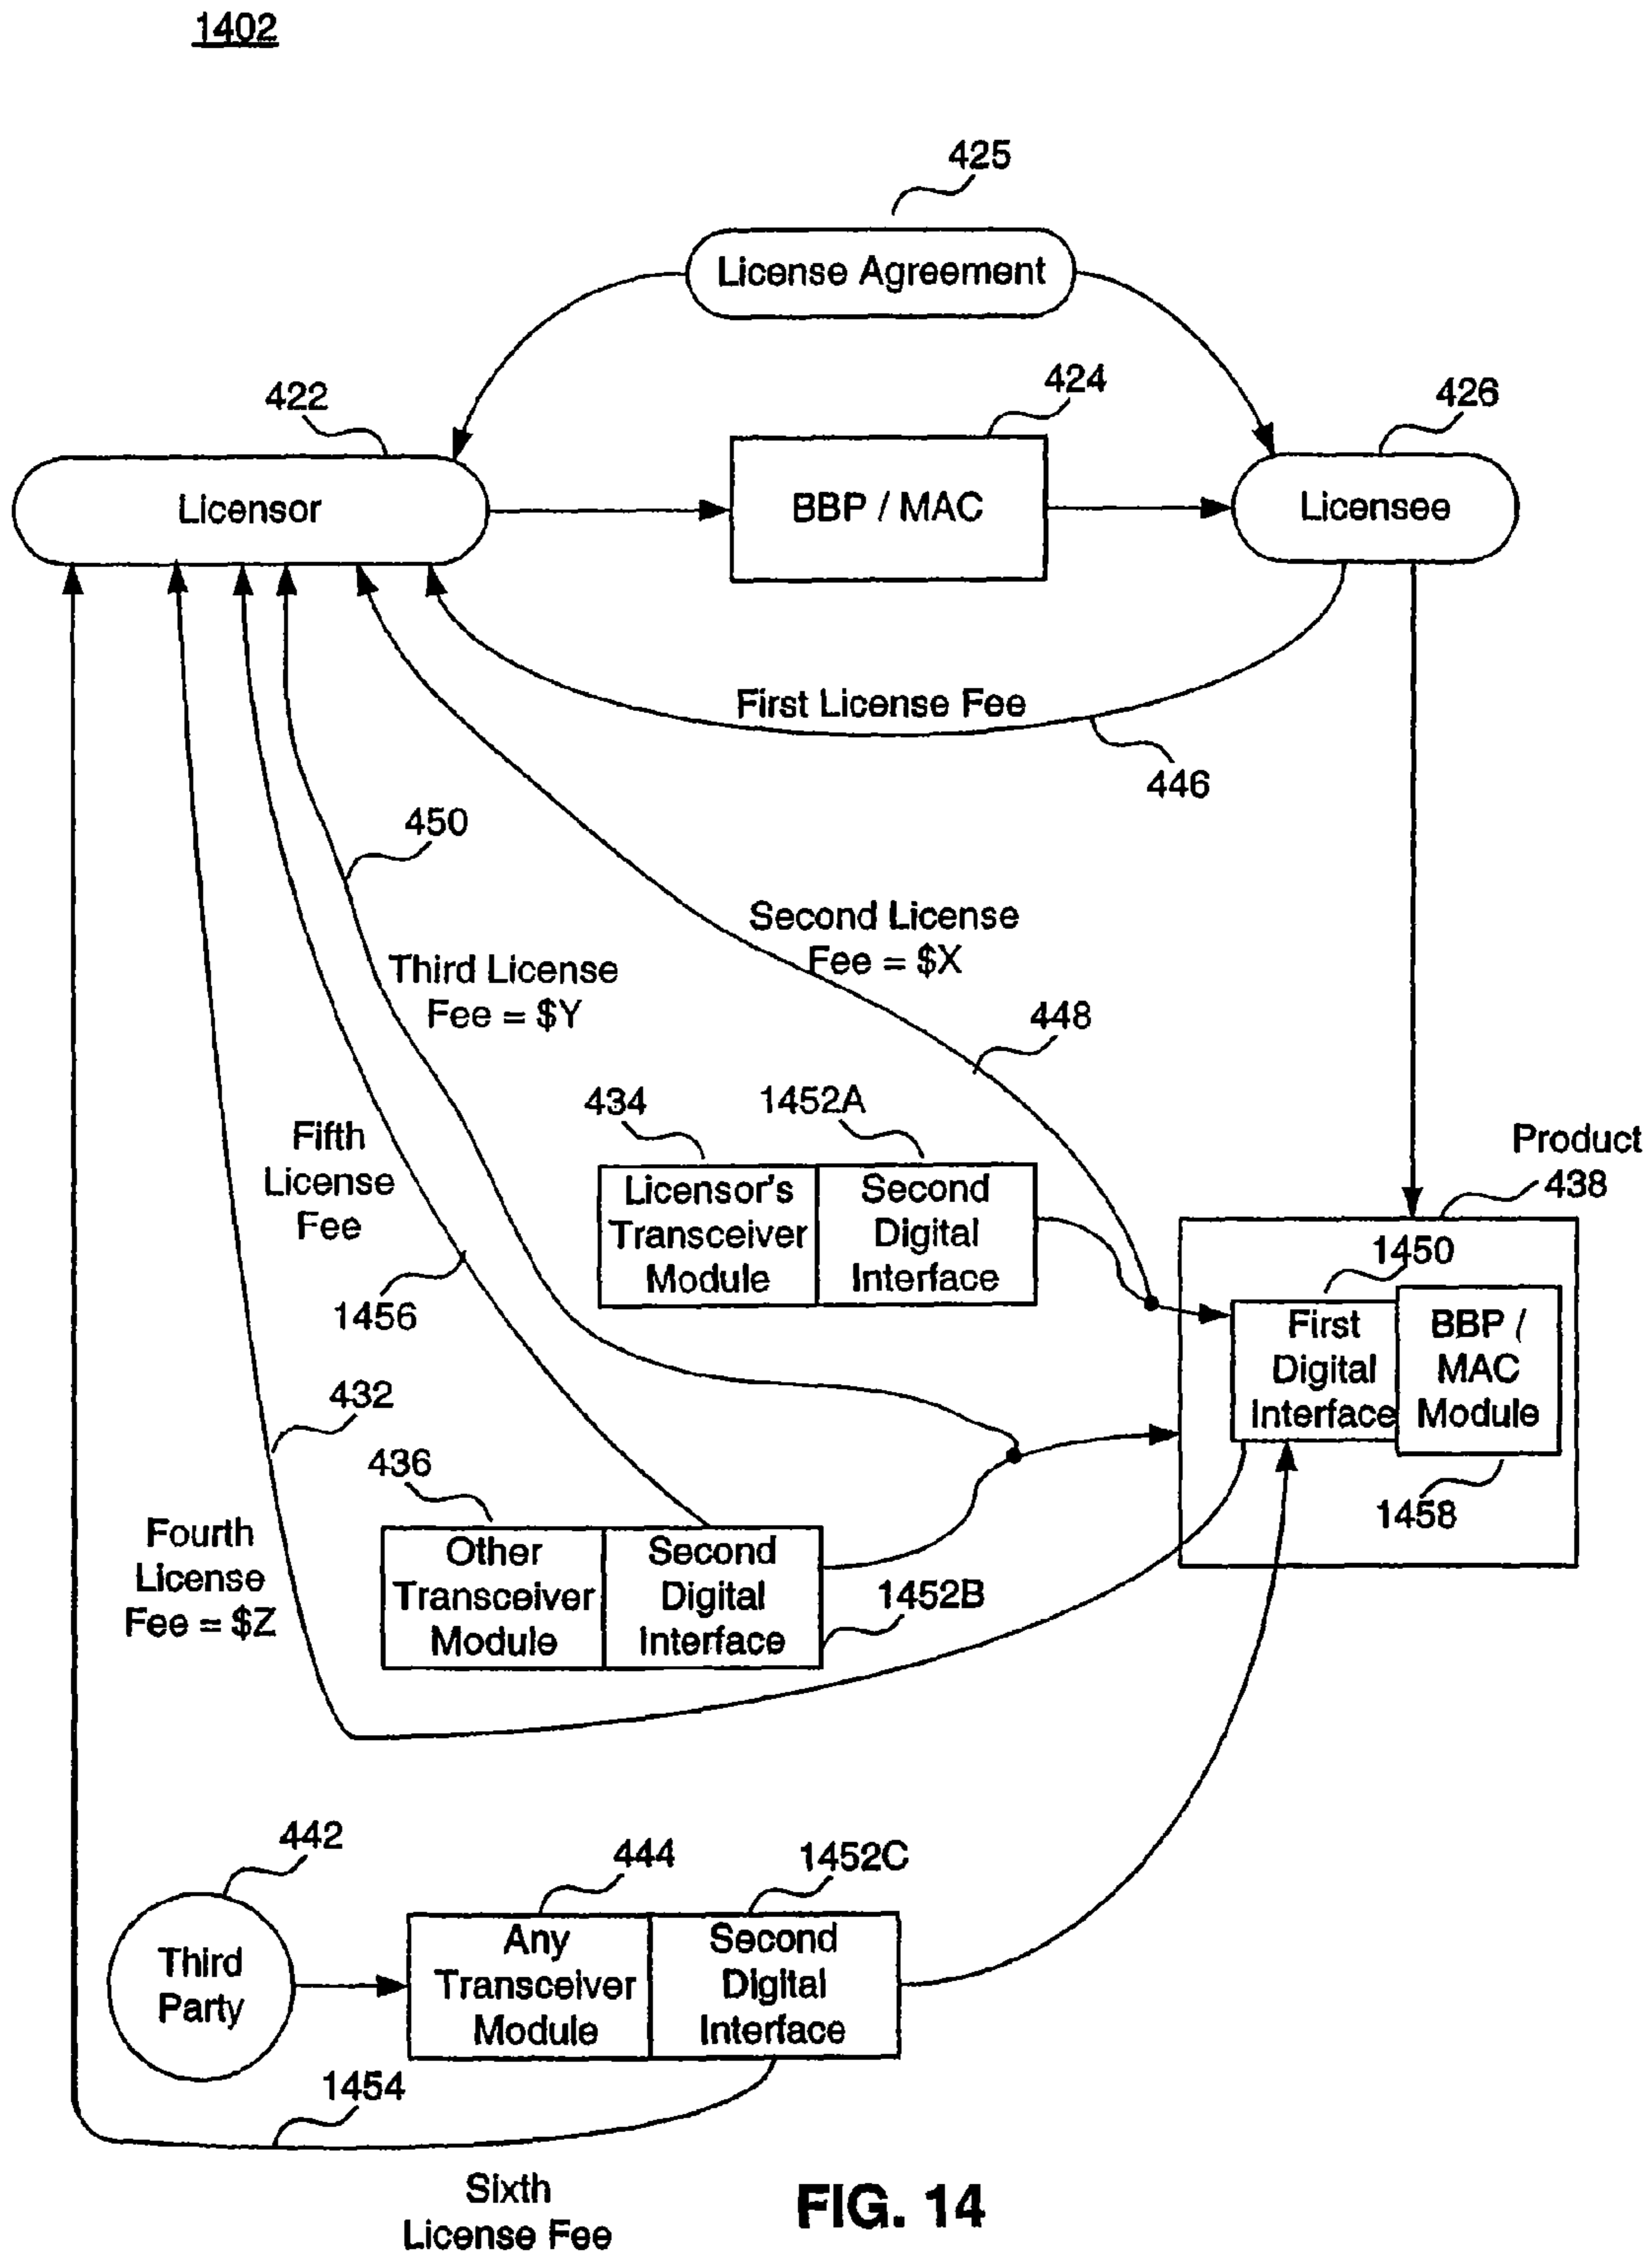 1402
425
License Agreement
422
424
426
Licensor
BBP / MAC
Licensee
First License Fee
446
450
Second License
Fee = $X
Third License
Fee = $Y
448
434
1452A
Fifth
License
Fee
Licensor's
Transceiver
Module
Second
Digital
Interface
Product
438
1450
First
Digital
Interface
BBP /
MAC
Module
1458
1456
432
436
Fourth
License
Fee = $Z
Other
Transceiver
Module
Second
Digital
Interface
1452B
442
444
1452C
Third
Party
Any
Transceiver
Module
Second
Digital
Interface
1454
Sixth
License Fee
FIG. 14